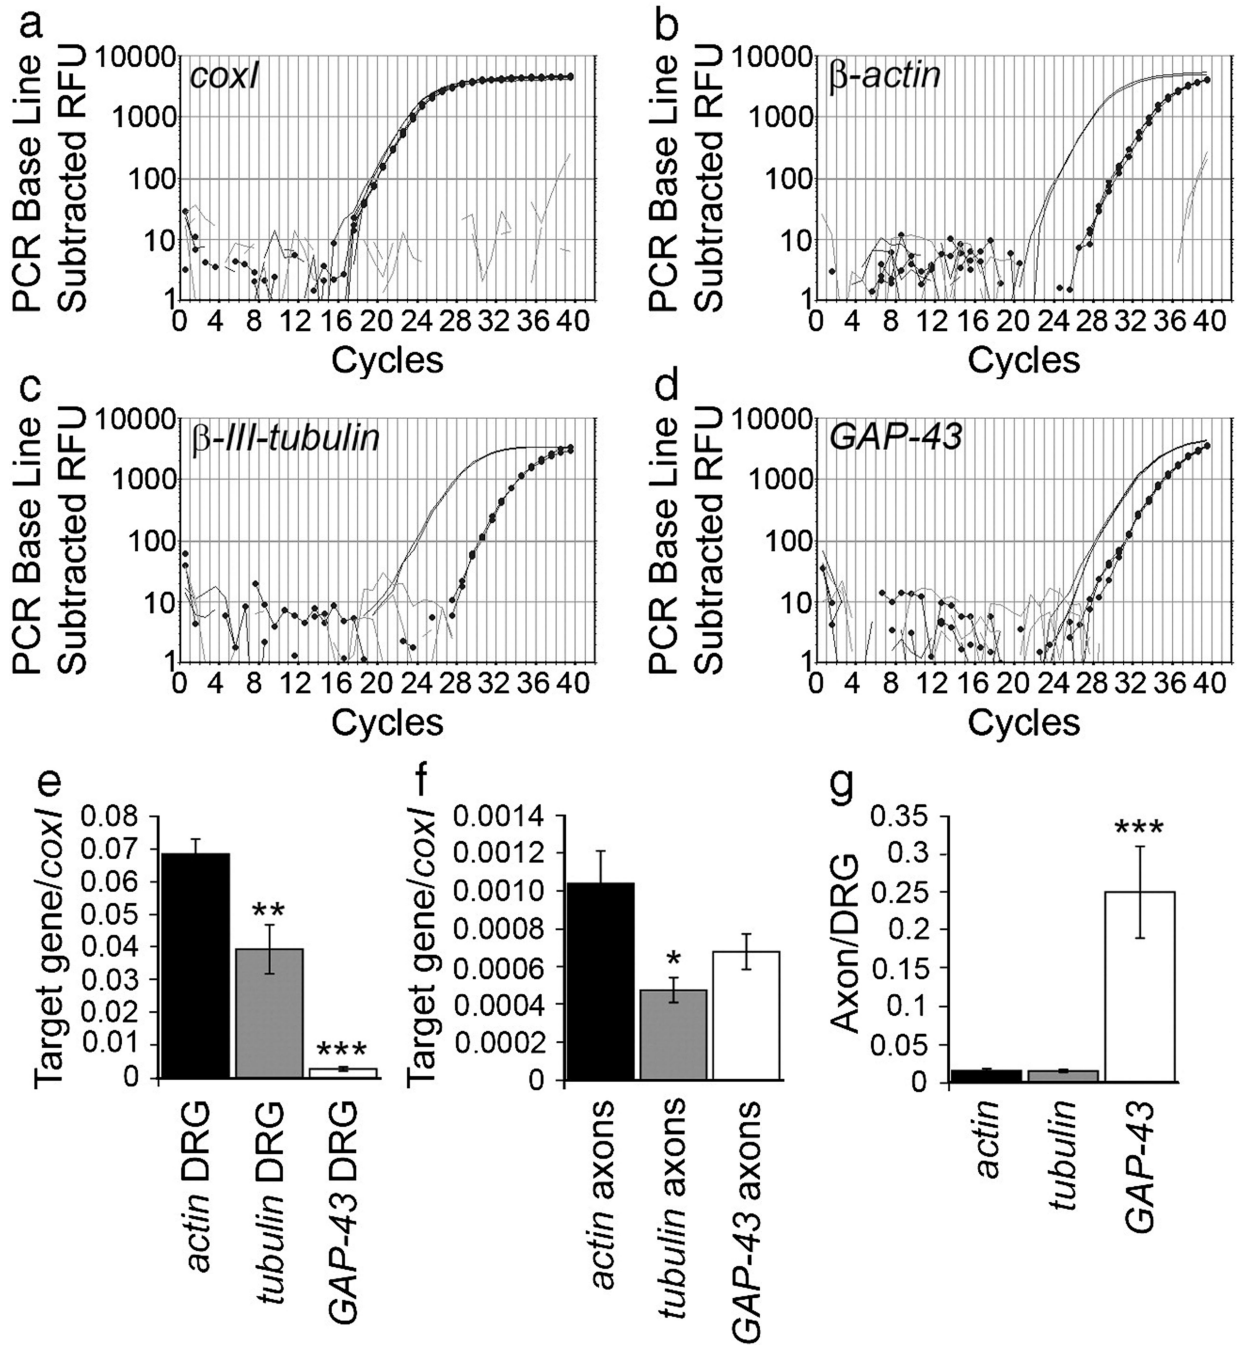 a
PCR Base Line
Subtracted RFU
10000
1000
100
10
1
coxI
0 4 8 12 16 20 24 28 32 36 40
Cycles
b
PCR Base Line
Subtracted RFU
10000
1000
100
10
1
β-actin
0 4 8 12 16 20 24 28 32 36 40
Cycles
c
PCR Base Line
Subtracted RFU
10000
1000
100
10
1
β-III-tubulin
0 4 8 12 16 20 24 28 32 36 40
Cycles
d
PCR Base Line
Subtracted RFU
10000
1000
100
10
1
GAP-43
0 4 8 12 16 20 24 28 32 36 40
Cycles
e
Target gene/coxI
0.08
0.07
0.06
0.05
0.04
0.03
0.02
0.01
0
**
***
actin DRG
tubulin DRG
GAP-43 DRG
f
Target gene/coxI
0.0014
0.0012
0.0010
0.0008
0.0006
0.0004
0.0002
0
*
actin axons
tubulin axons
GAP-43 axons
g
Axon/DRG
0.35
0.3
0.25
0.2
0.15
0.1
0.05
0
***
actin
tubulin
GAP-43